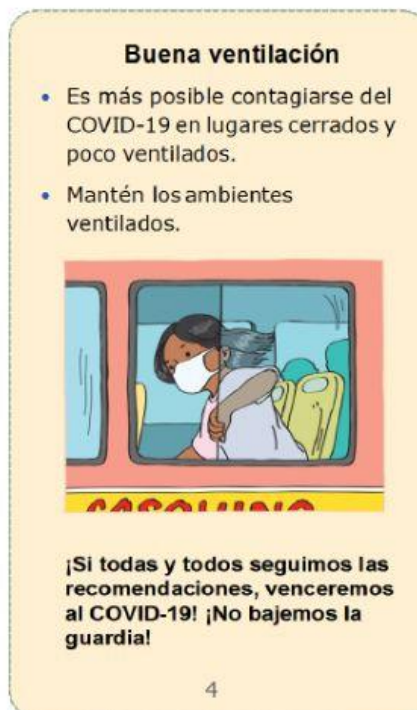 Buena ventilación
• Es más posible contagiarse del
COVID-19 en lugares cerrados y
poco ventilados.
• Mantén los ambientes
ventilados.
¡Si todas y todos seguimos las
recomendaciones, venceremos
al COVID-19! ¡No bajemos la
guardia!
4